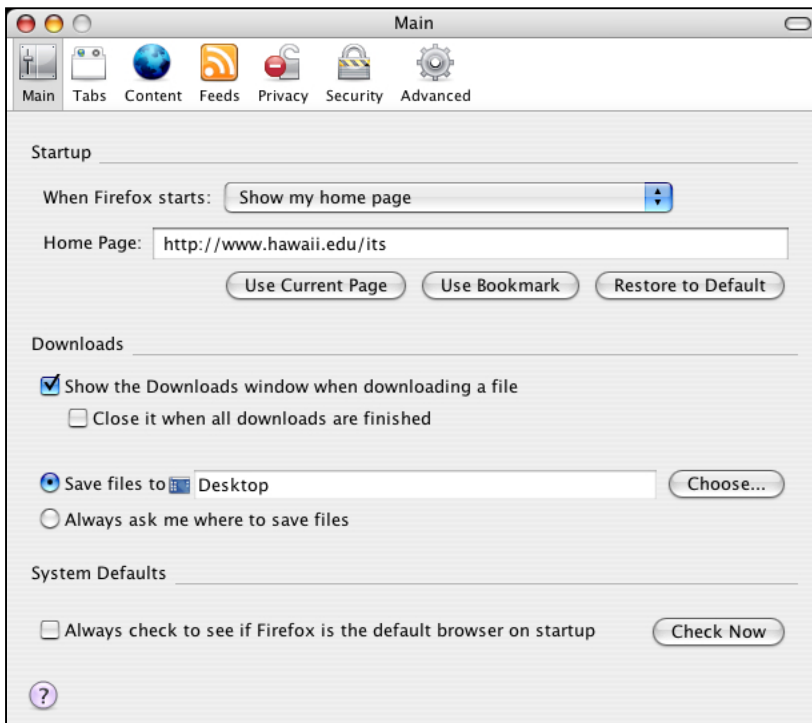 Main
Main Tabs Content Feeds Privacy Security Advanced
Startup
When Firefox starts: Show my home page
Home Page: http://www.hawaii.edu/its
Use Current Page Use Bookmark Restore to Default
Downloads
Show the Downloads window when downloading a file
Close it when all downloads are finished
Save files to Desktop Choose...
Always ask me where to save files
System Defaults
Always check to see if Firefox is the default browser on startup Check Now
?